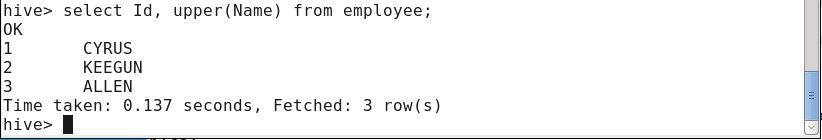 hive> select Id, upper(Name) from employee;
OK
1 CYRUS
2 KEEGUN
3 ALLEN
Time taken: 0.137 seconds, Fetched: 3 row(s)
hive>